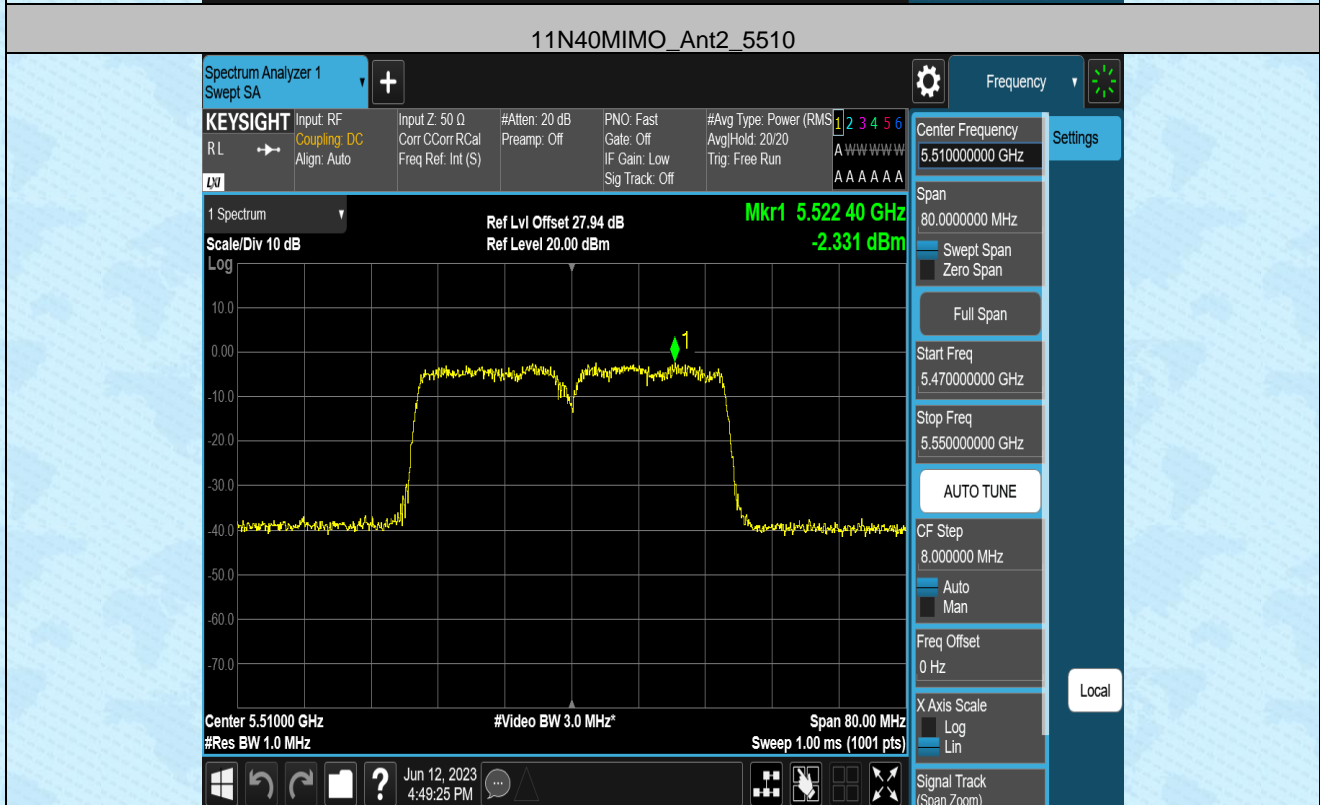 11N40MIMO_Ant2_5510
Spectrum Analyzer 1
Swept SA
Frequency
KEYSIGHT
R L
LXI
Input: RF
Coupling: DC
Align: Auto
Input Z: 50 Ω
Corr CCorr RCal
Freq Ref: Int (S)
#Atten: 20 dB
Preamp: Off
PNO: Fast
Gate: Off
IF Gain: Low
Sig Track: Off
#Avg Type: Power (RMS
Avg|Hold: 20/20
Trig: Free Run
1 2 3 4 5 6
A W W W W W
A A A A A A
Center Frequency
5.510000000 GHz
Settings
1 Spectrum
Scale/Div 10 dB
Ref Lvl Offset 27.94 dB
Ref Level 20.00 dBm
Mkr1 5.522 40 GHz
-2.331 dBm
Span
80.0000000 MHz
Swept Span
Zero Span
Log
10.0
0.00
-10.0
-20.0
-30.0
-40.0
-50.0
-60.0
-70.0
1
Full Span
Start Freq
5.470000000 GHz
Stop Freq
5.550000000 GHz
AUTO TUNE
CF Step
8.000000 MHz
Auto
Man
Freq Offset
0 Hz
Local
X Axis Scale
Log
Lin
Center 5.51000 GHz
#Video BW 3.0 MHz*
Span 80.00 MHz
#Res BW 1.0 MHz
Sweep 1.00 ms (1001 pts)
?
Jun 12, 2023
4:49:25 PM
Signal Track
(Span Zoom)